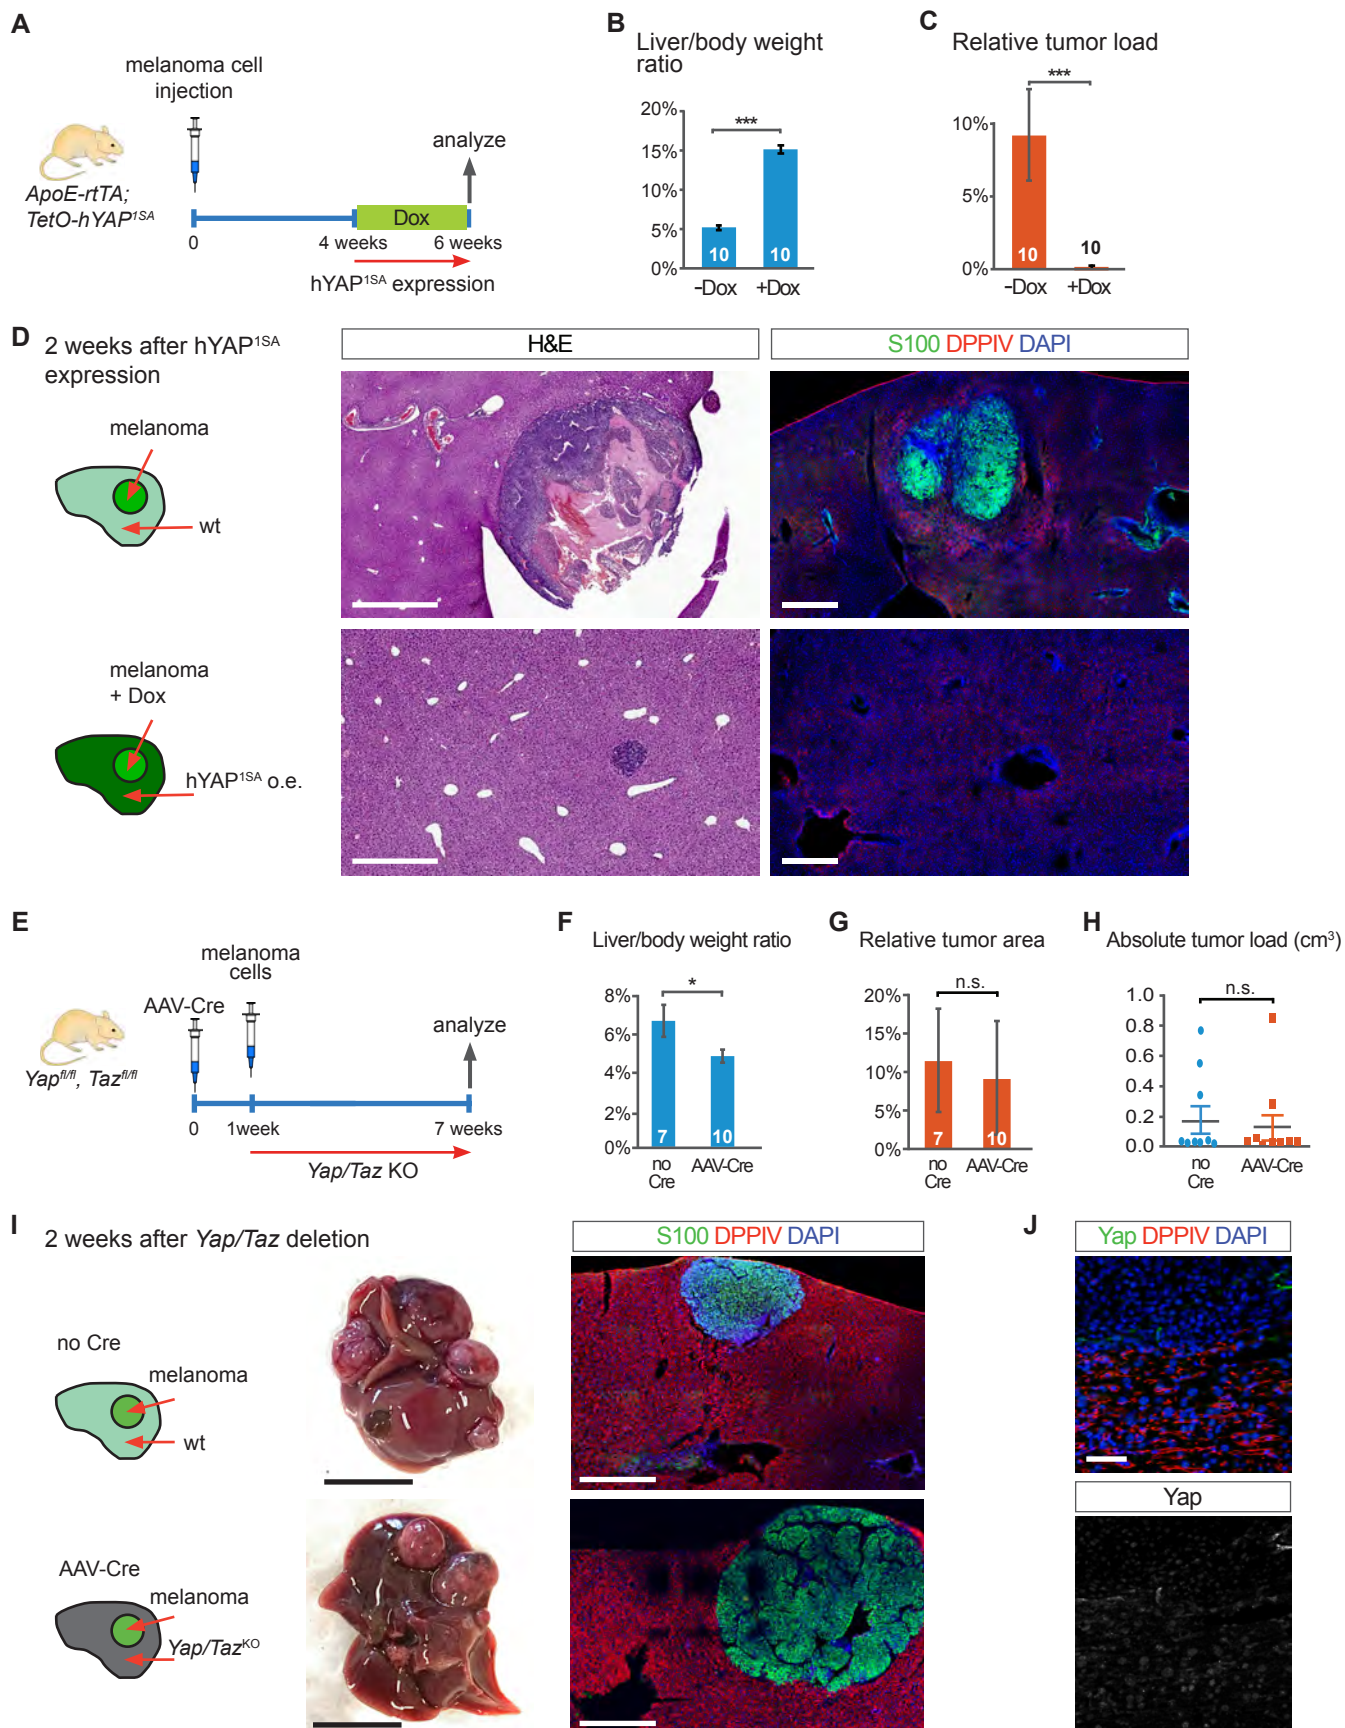 A
melanoma cell
injection
analyze
ApoE-rtTA;
TetO-hYAP1SA
Dox
0
4 weeks
6 weeks
hYAP1SA expression
B
Liver/body weight
ratio
20%
***
15%
10%
5%
10
10
0%
–Dox
+Dox
C
Relative tumor load
***
10%
5%
10
10
0%
–Dox
+Dox
D
2 weeks after hYAP1SA
expression
H&E
S100 DPPIV DAPI
melanoma
wt
melanoma
+ Dox
hYAP1SA o.e.
E
melanoma
cells
AAV-Cre
analyze
Yapfl/fl, Tazfl/fl
0
1week
7 weeks
Yap/Taz KO
F
Liver/body weight ratio
8%
*
6%
4%
2%
7
10
0%
no
Cre
AAV-Cre
G
Relative tumor area
n.s.
20%
15%
10%
5%
7
10
0%
no
Cre
AAV-Cre
H
Absolute tumor load (cm3)
n.s.
1.0
0.8
0.6
0.4
0.2
0.0
no
Cre
AAV-Cre
I
2 weeks after Yap/Taz deletion
S100 DPPIV DAPI
no Cre
melanoma
wt
AAV-Cre
melanoma
Yap/TazKO
J
Yap DPPIV DAPI
Yap